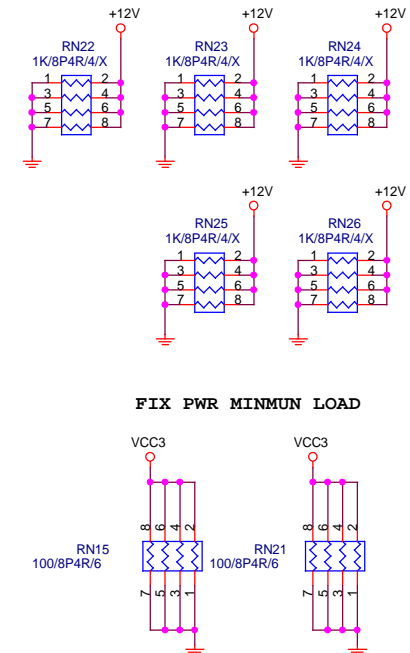 +12V +12V +12V
RN22 RN23 RN24
1K/8P4R/4/X 1K/8P4R/4/X 1K/8P4R/4/X
1 2 1 2 1 2
3 4 3 4 3 4
5 6 5 6 5 6
7 8 7 8 7 8
+12V +12V
RN25 RN26
1K/8P4R/4/X 1K/8P4R/4/X
1 2 1 2
3 4 3 4
5 6 5 6
7 8 7 8
FIX PWR MINMUN LOAD
VCC3 VCC3
8 6 4 2 8 6 4 2
RN15 RN21
100/8P4R/6 100/8P4R/6
7 5 3 1 7 5 3 1